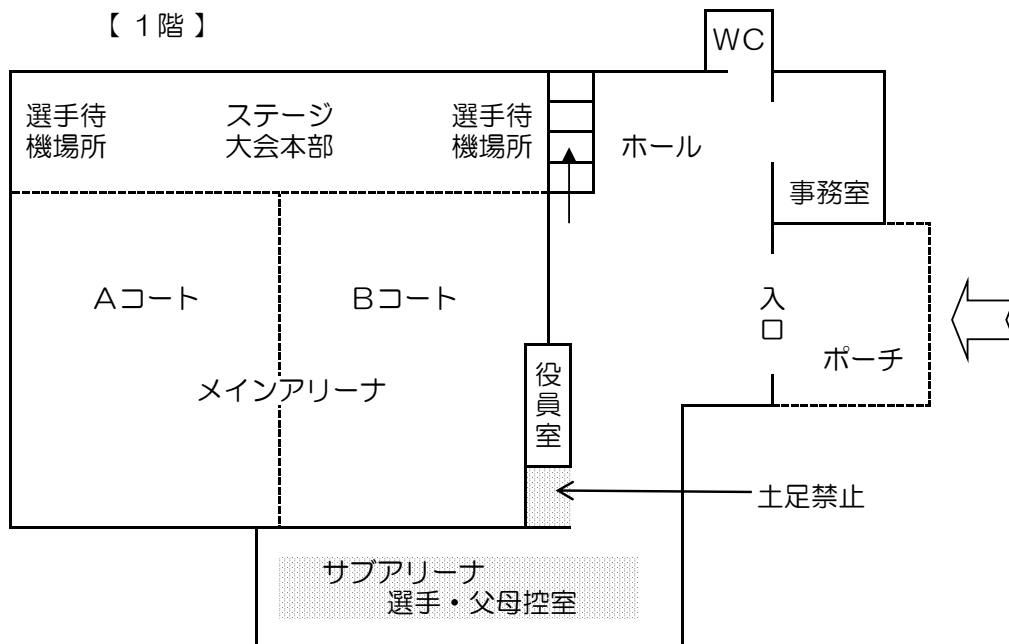 【 1階 】
WC
選手待
機場所
ステージ
大会本部
選手待
機場所
ホール
事務室
Aコート
Bコート
入
口
ポーチ
メインアリーナ
役
員
室
土足禁止
サブアリーナ
選手・父母控室